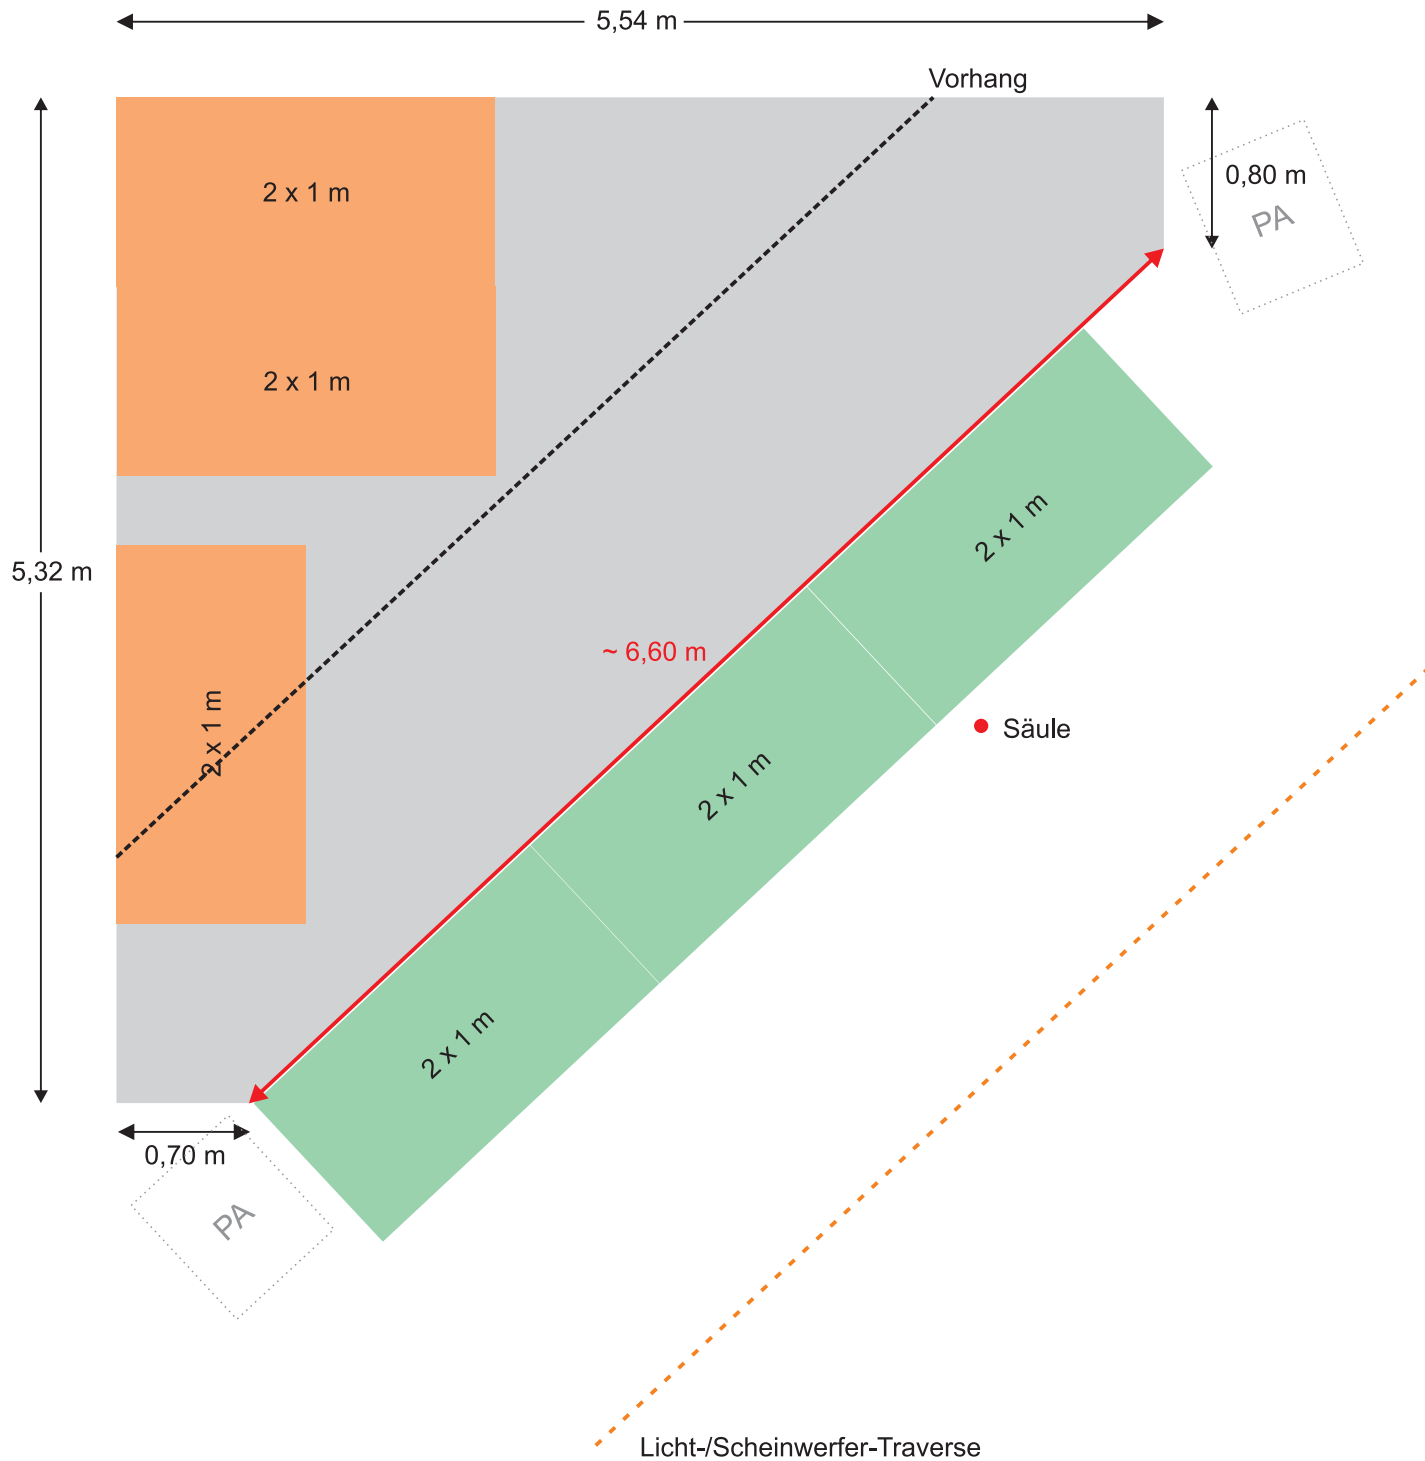 5,54 m
Vorhang
0,80 m
PA
2 x 1 m
2 x 1 m
2 x 1 m
5,32 m
~ 6,60 m
2 x 1 m
Säule
2 x 1 m
2 x 1 m
0,70 m
PA
Licht-/Scheinwerfer-Traverse